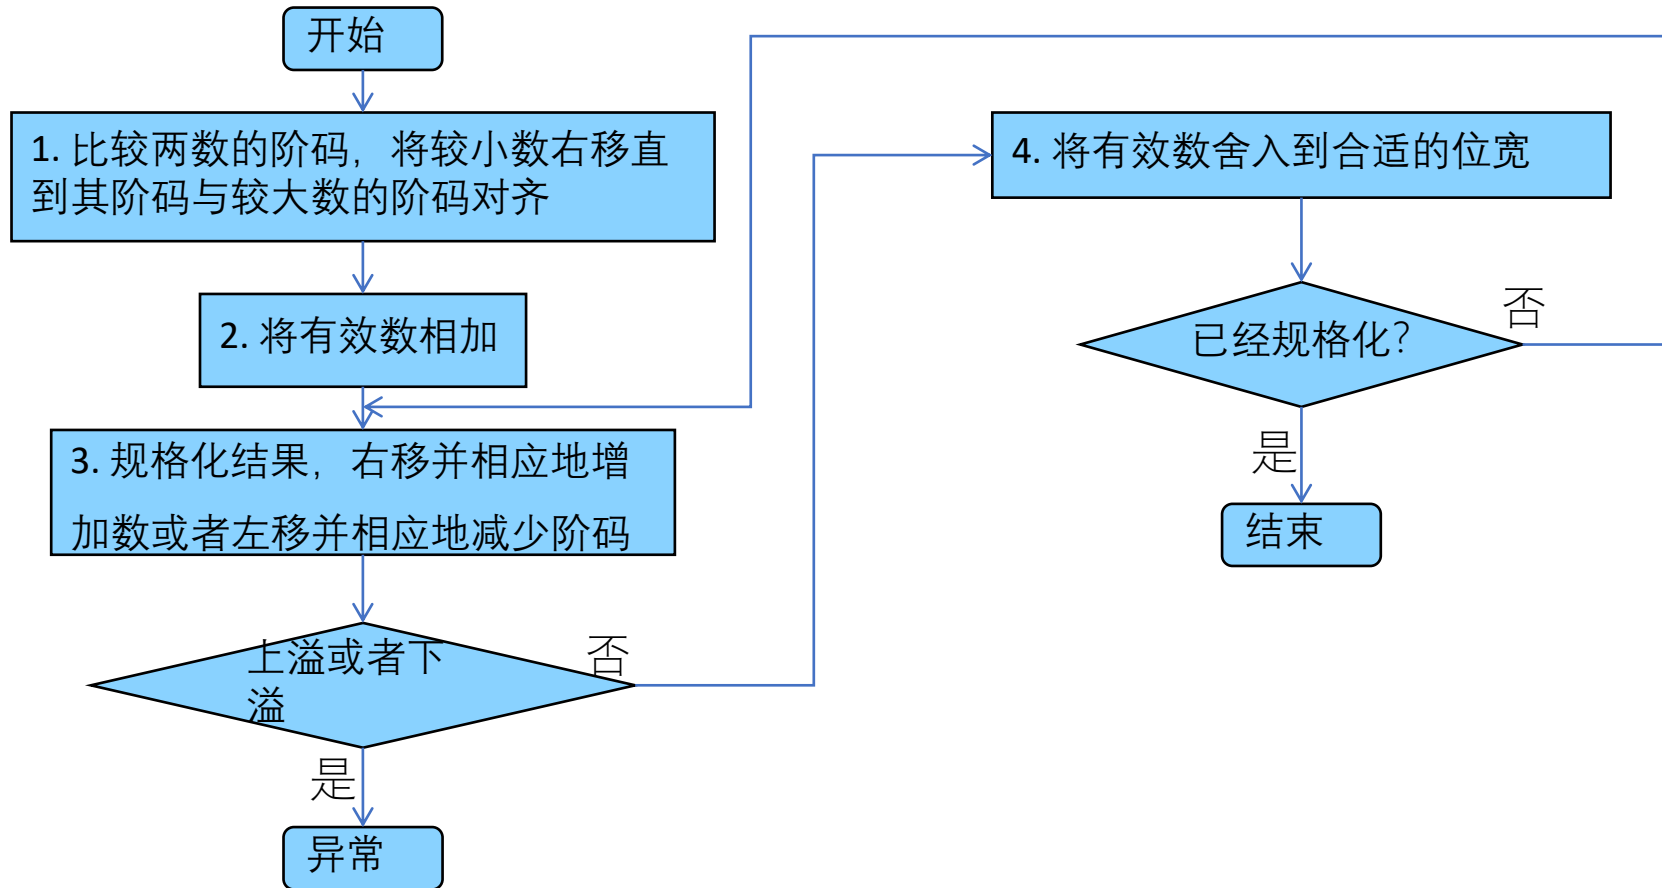 开始
1. 比较两数的阶码，将较小数右移直
到其阶码与较大数的阶码对齐
2. 将有效数相加
3. 规格化结果，右移并相应地增
加数或者左移并相应地减少阶码
上溢或者下
溢
否
是
异常
4. 将有效数舍入到合适的位宽
已经规格化?
否
是
结束